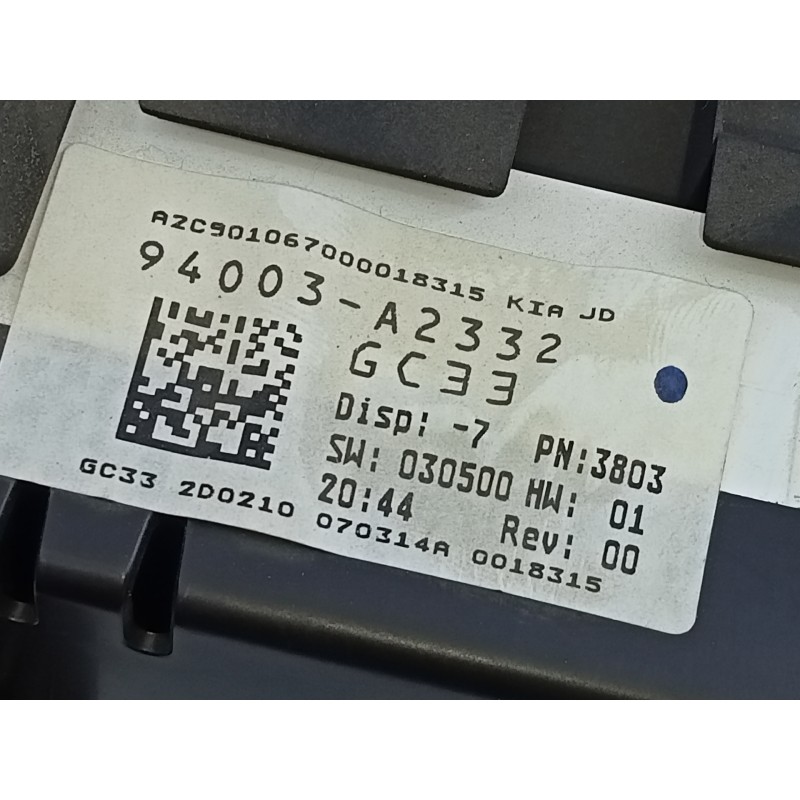 A2C901067000018315 KIA JD
94003-A2332
GC33
Disp: -7 PN:3803
SW: 030500 HW: 01
20:44 Rev: 00
GC33 2D0210 070314A 0018315